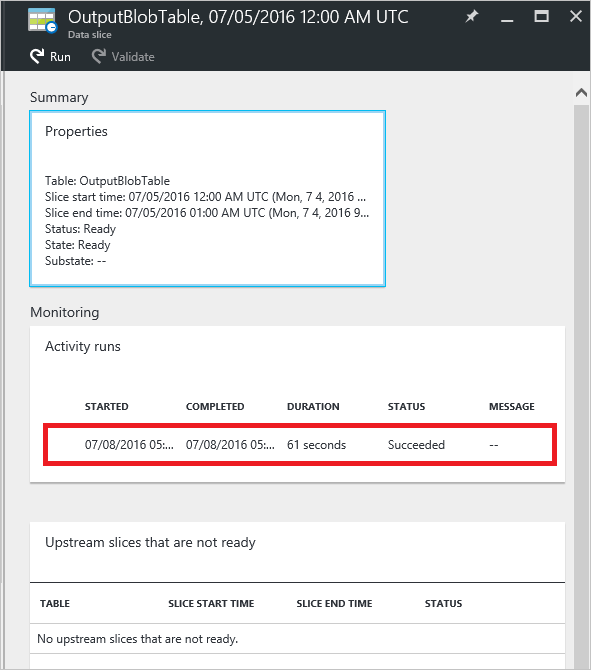 OutputBlobTable, 07/05/2016 12:00 AM UTC
Data slice
Run Validate
Summary
Properties
Table: OutputBlobTable
Slice start time: 07/05/2016 12:00 AM UTC (Mon, 7 4, 2016 ...
Slice end time: 07/05/2016 01:00 AM UTC (Mon, 7 4, 2016 9...
Status: Ready
State: Ready
Substate: --
Monitoring
Activity runs
STARTED COMPLETED DURATION STATUS MESSAGE
07/08/2016 05:... 07/08/2016 05:... 61 seconds Succeeded --
Upstream slices that are not ready
TABLE SLICE START TIME SLICE END TIME STATUS
No upstream slices that are not ready.